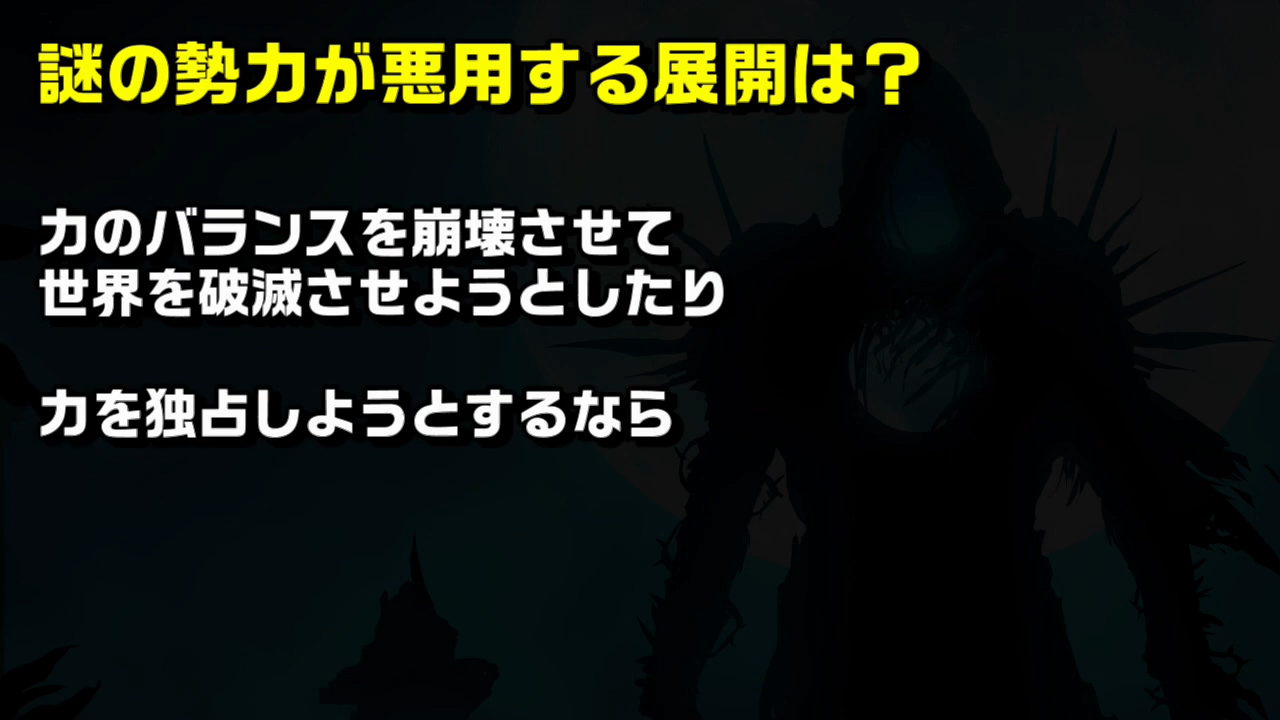 謎の勢力が悪用する展開は？
力のバランスを崩壊させて
世界を破滅させようとしたり
力を独占しようとするなら